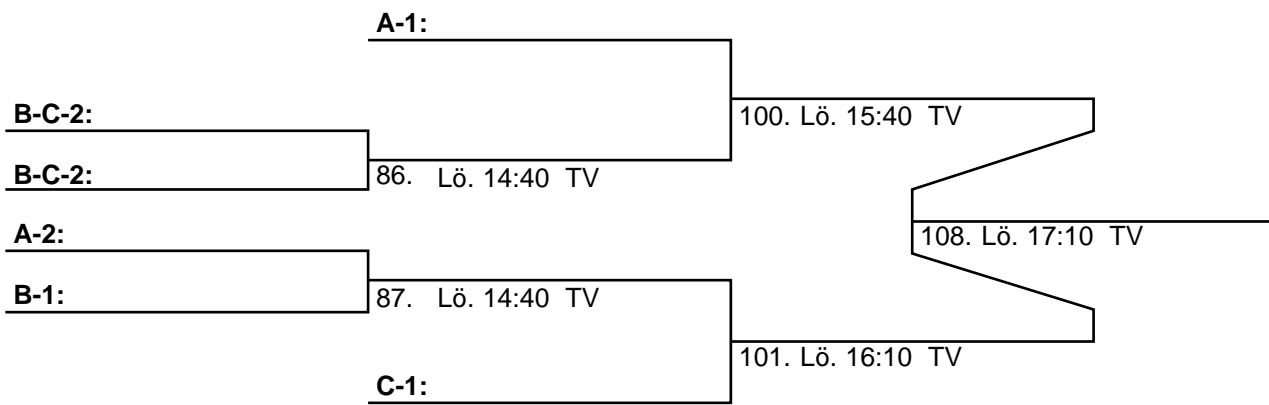 A-1:
B-C-2:
100. Lö. 15:40 TV
B-C-2:
86. Lö. 14:40 TV
A-2:
108. Lö. 17:10 TV
B-1:
87. Lö. 14:40 TV
101. Lö. 16:10 TV
C-1: